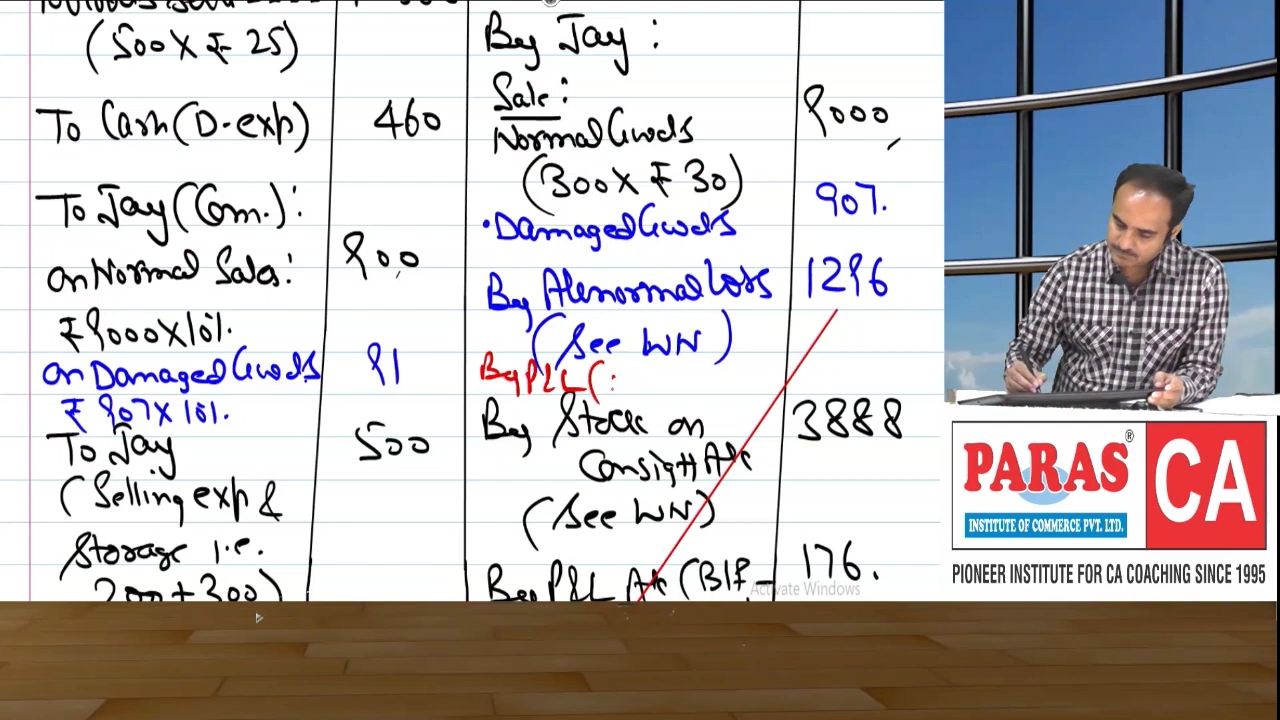 (500 X ₹ 25)
To Cash (D.exp) 460
To Jay (Com.):
on Normal Sales: 900
₹ 9000 X 10%.
on Damaged Goods 91
₹ 907 X 10%.
To Jay 500
(Selling exp &
Storage i.e.
200 + 300)
By Jay :
Sale:
Normal Goods 9000
(300 X ₹ 30)
Damaged Goods 907.
By Abnormal Loss 1296
(See WN)
By P&L (:
By Stock on 3888
Consigtt A/c
(See WN)
By P&L A/c (B/f 176.
Activate Windows
PARAS®
INSTITUTE OF COMMERCE PVT. LTD.
CA
PIONEER INSTITUTE FOR CA COACHING SINCE 1995